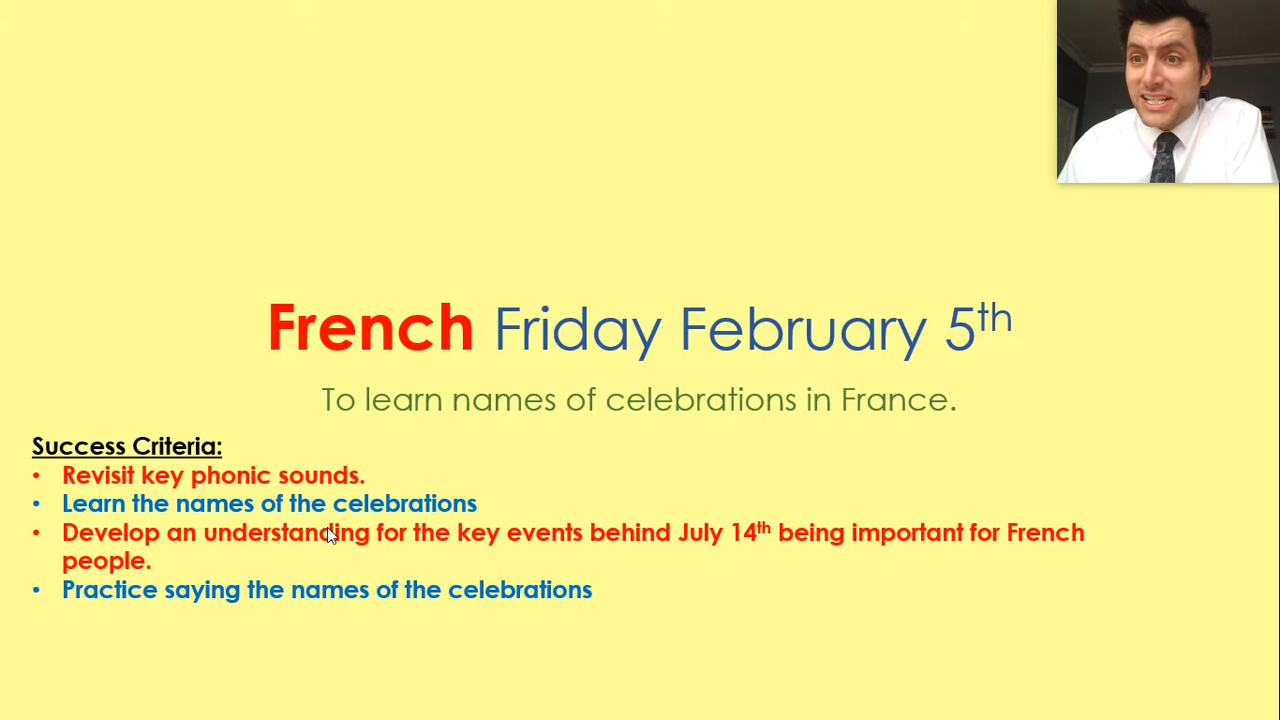 French Friday February 5th
To learn names of celebrations in France.
Success Criteria:
• Revisit key phonic sounds.
• Learn the names of the celebrations
• Develop an understanding for the key events behind July 14th being important for French
people.
• Practice saying the names of the celebrations